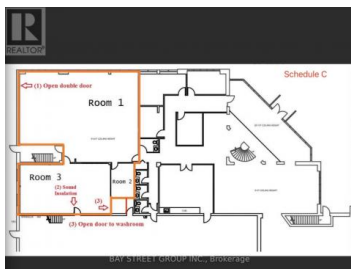 R
REALTOR®
Schedule C
(1) Open double door
Room 1
Room 3
Room 2
(2) Sound
Insulation
(3)
(3) Open door to washroom
BAY STREET GROUP INC., Brokerage